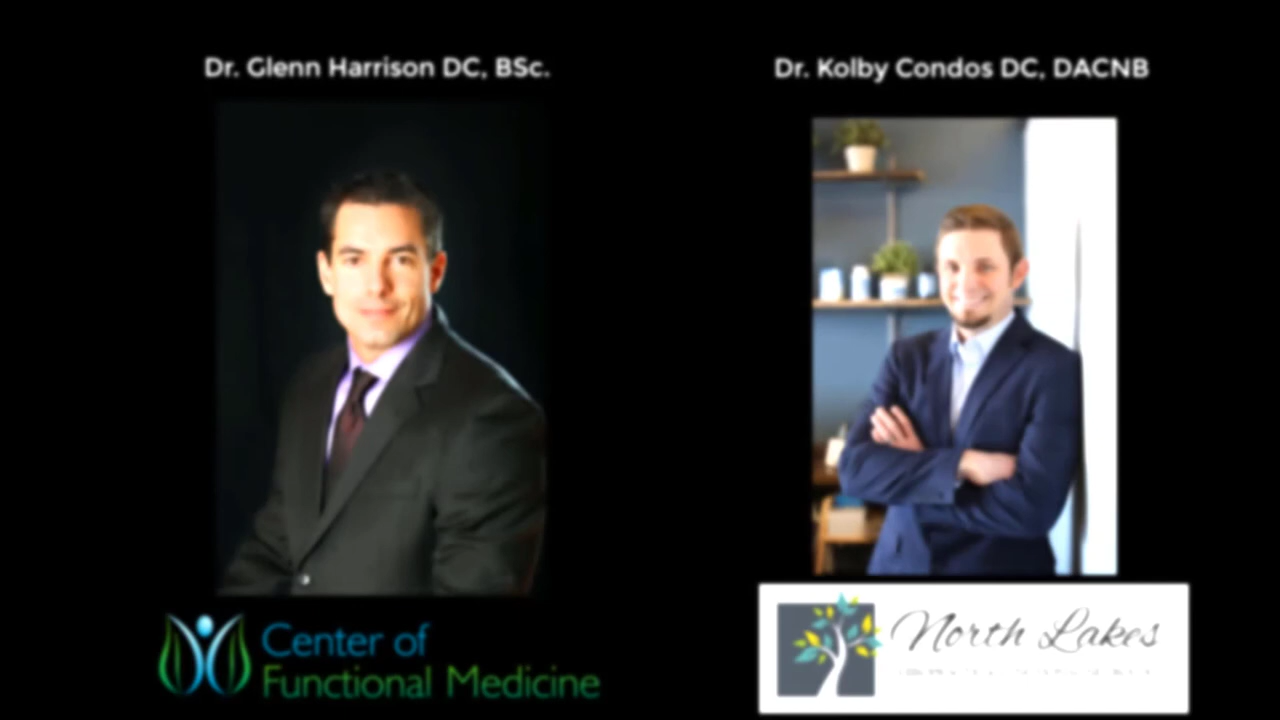 Dr. Glenn Harrison DC, BSc.
Dr. Kolby Condos DC, DACNB
Center of
Functional Medicine
North Lakes